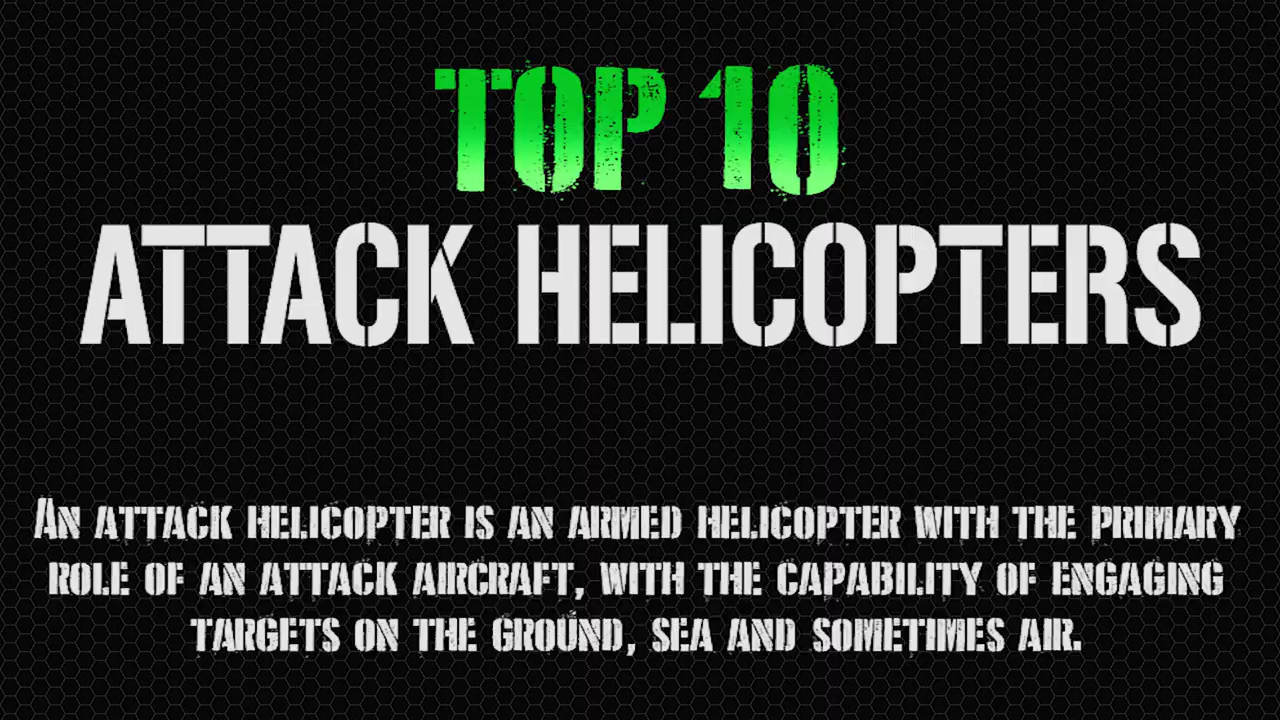 TOP 10
ATTACK HELICOPTERS
AN ATTACK HELICOPTER IS AN ARMED HELICOPTER WITH THE PRIMARY
ROLE OF AN ATTACK AIRCRAFT, WITH THE CAPABILITY OF ENGAGING
TARGETS ON THE GROUND, SEA AND SOMETIMES AIR.